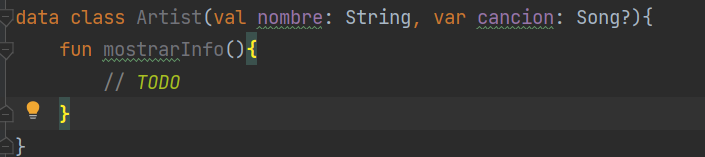 data class Artist(val nombre: String, var cancion: Song?){
fun mostrarInfo(){
// TODO
}
}